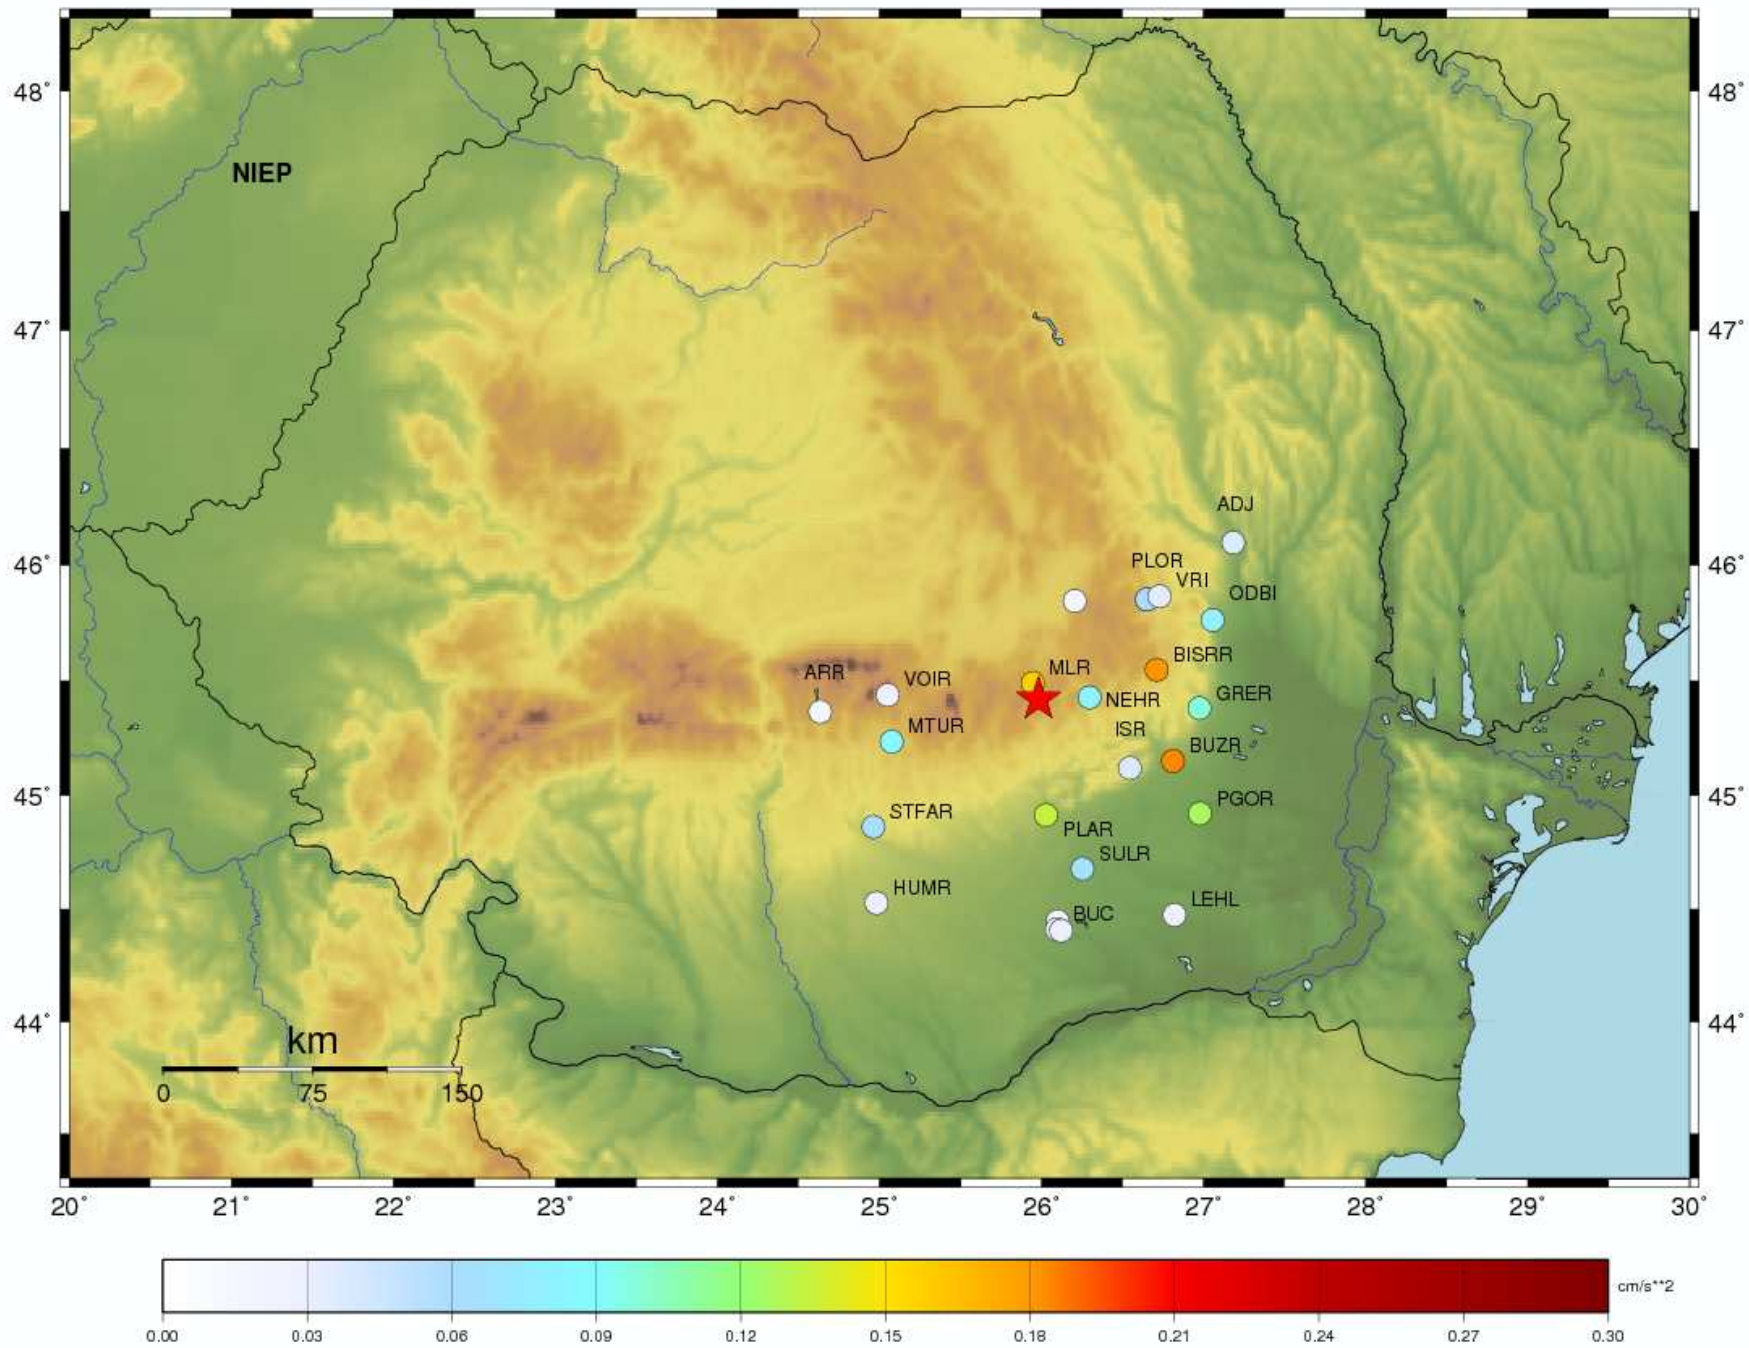 48° 48°
NIEP
47° 47°
ADJ
46° 46°
PLOR
VRI
ODBI
BISRR
MLR
ARR
VOIR
GRER
NEHR
MTUR
ISR
BUZR
45° 45°
PGOR
STFAR
PLAR
SULR
HUMR
LEHL
BUC
44° 44°
km
0 75 150
20° 21° 22° 23° 24° 25° 26° 27° 28° 29° 30°
cm/s**2
0.00 0.03 0.06 0.09 0.12 0.15 0.18 0.21 0.24 0.27 0.30